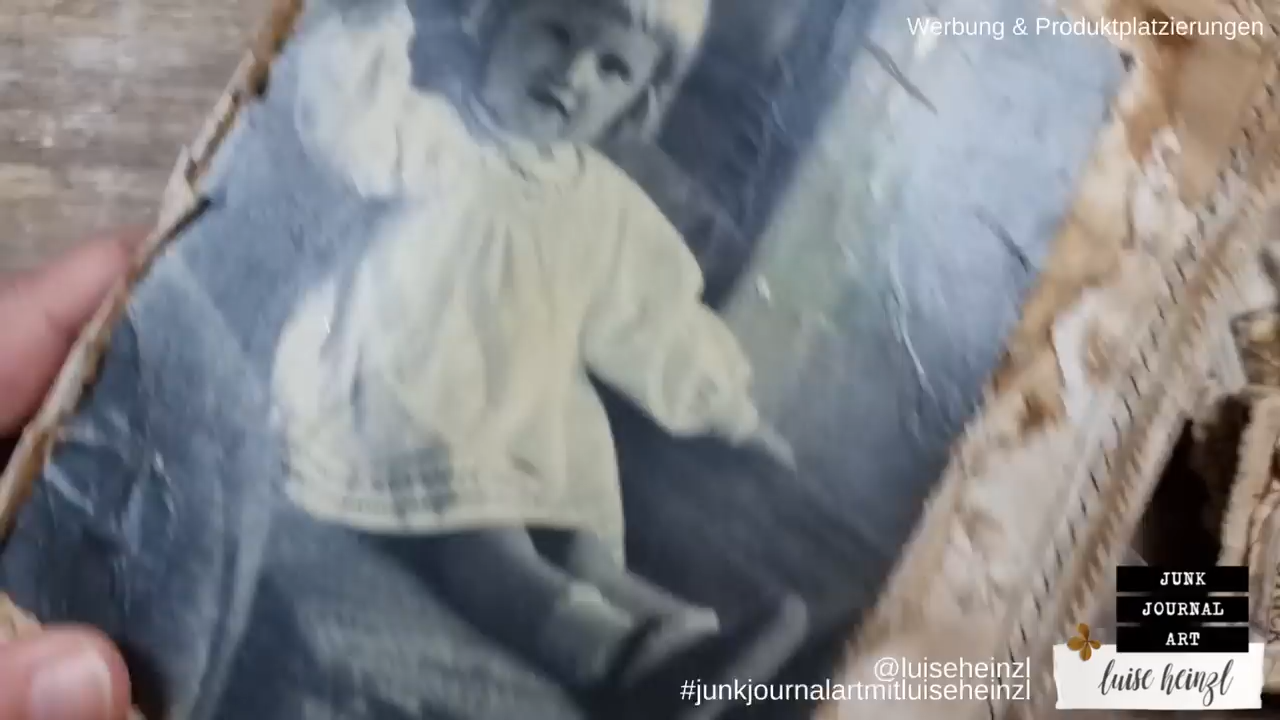 Werbung & Produktplatzierungen
JUNK
JOURNAL
ART
luise heinzl
@luiseheinzl
#junkjournalartmitluiseheinzl